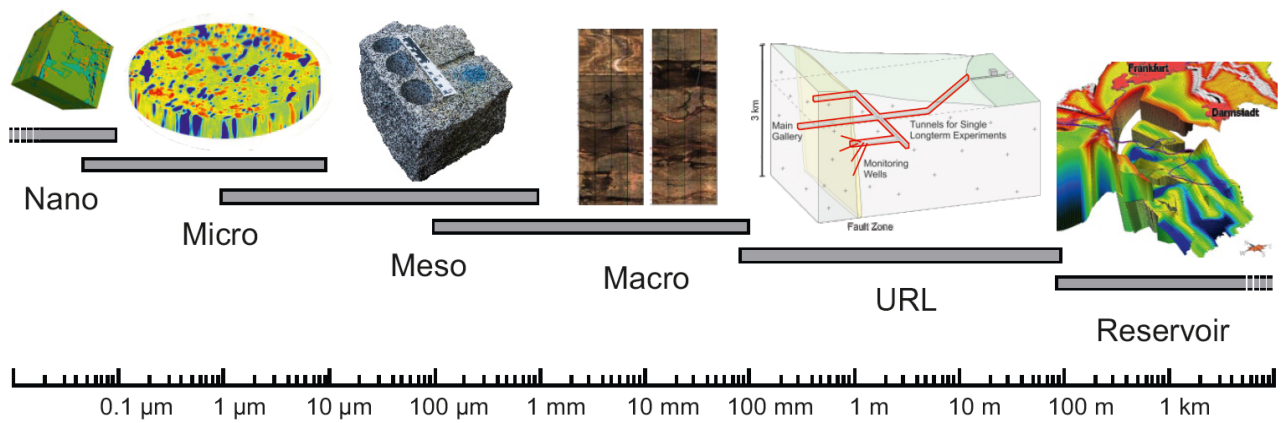 Nano
Micro
Meso
Macro
URL
Reservoir
3 km
Main
Gallery
Tunnels for Single
Longterm Experiments
Monitoring
Wells
Fault Zone
Frankfurt
Darmstadt
0.1 µm
1 µm
10 µm
100 µm
1 mm
10 mm
100 mm
1 m
10 m
100 m
1 km